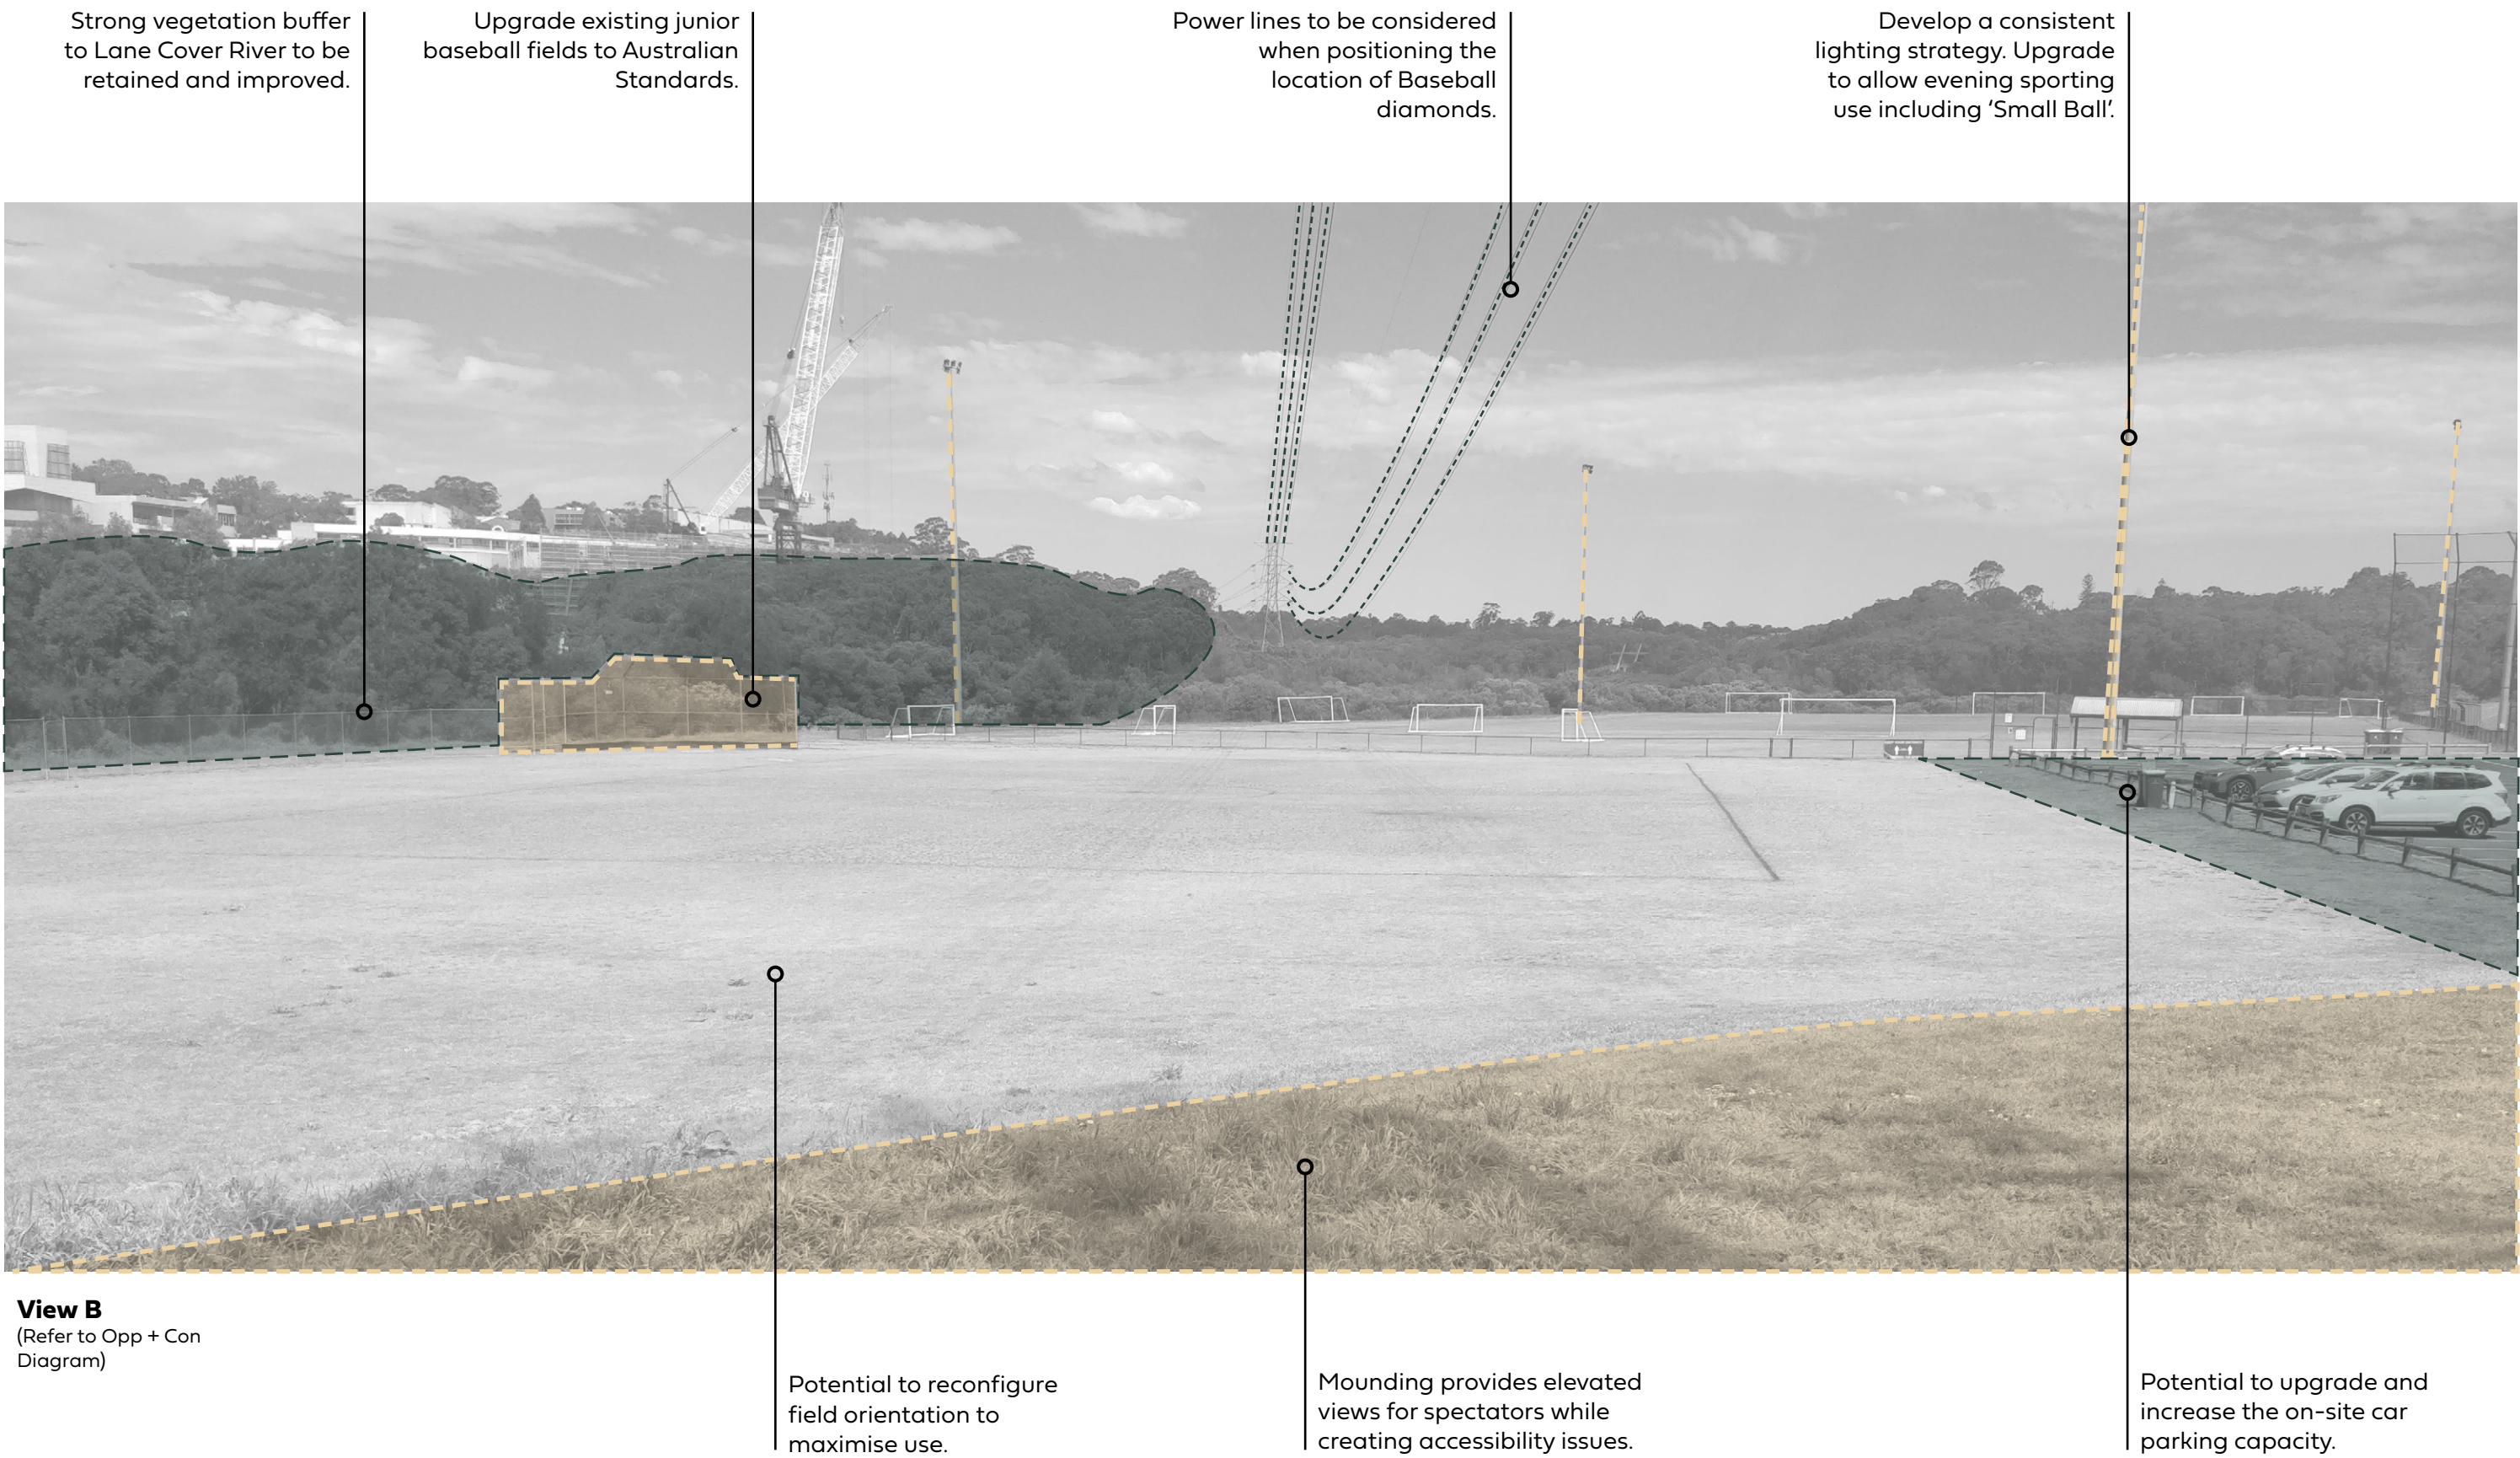 Strong vegetation buffer
to Lane Cover River to be
retained and improved.
Upgrade existing junior
baseball fields to Australian
Standards.
Power lines to be considered
when positioning the
location of Baseball
diamonds.
Develop a consistent
lighting strategy. Upgrade
to allow evening sporting
use including ‘Small Ball’.
View B
(Refer to Opp + Con
Diagram)
Potential to reconfigure
field orientation to
maximise use.
Mounding provides elevated
views for spectators while
creating accessibility issues.
Potential to upgrade and
increase the on-site car
parking capacity.